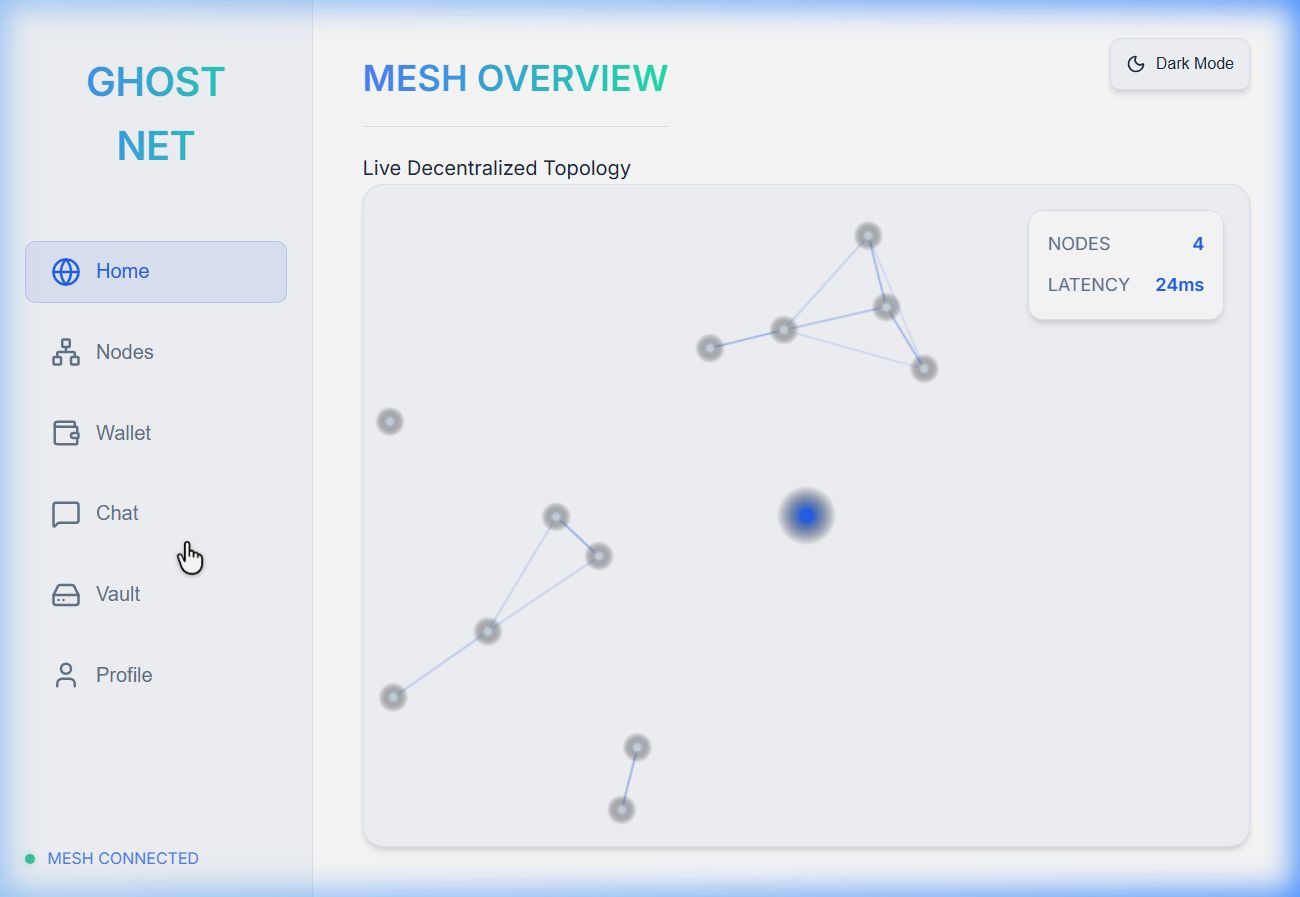 GHOST
NET
Home
Nodes
Wallet
Chat
Vault
Profile
MESH CONNECTED
MESH OVERVIEW
Dark Mode
Live Decentralized Topology
NODES 4
LATENCY 24ms